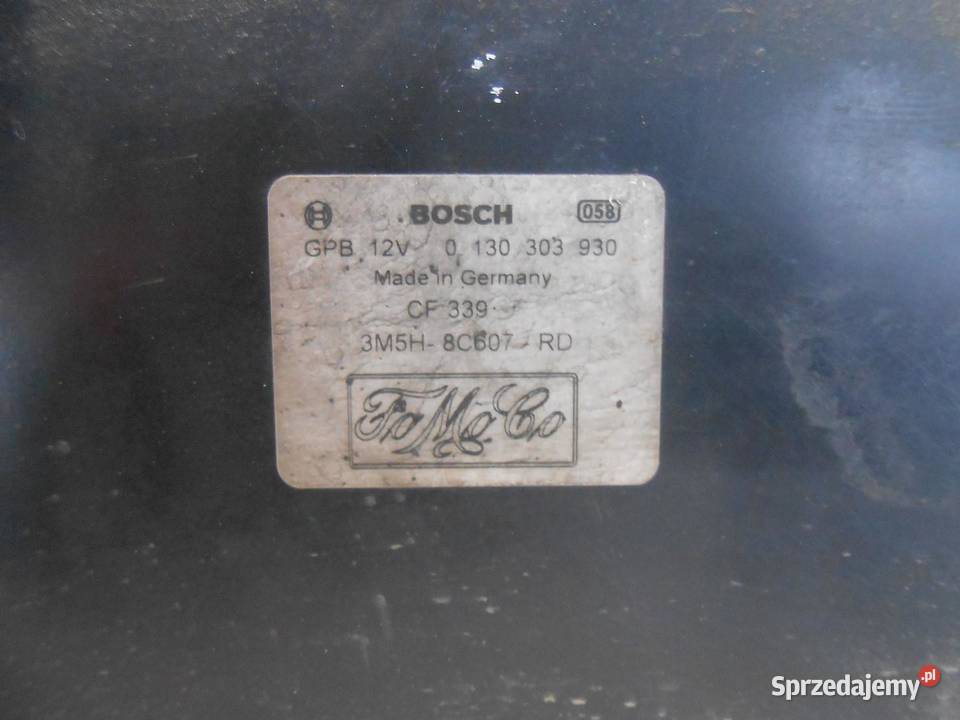 BOSCH 058
GPB 12V 0 130 303 930
Made in Germany
CF 339
3M5H- 8C607 - RD
FoMoCo
Sprzedajemy.pl